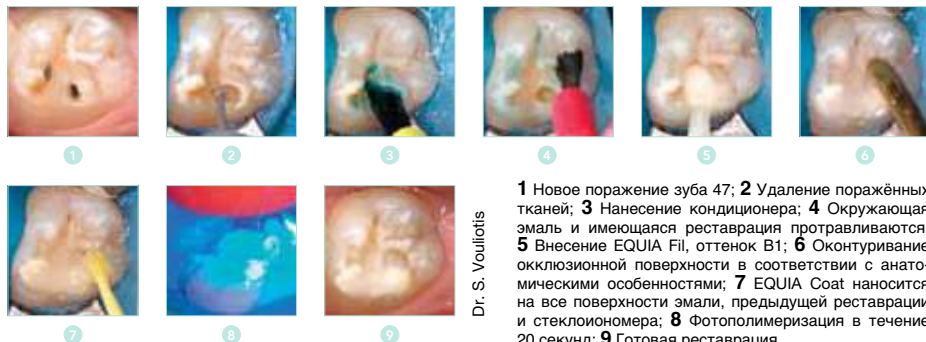 1
2
3
4
5
6
7
8
9
Dr. S. Vouliotis
1 Новое поражение зуба 47; 2 Удаление поражённых
тканей; 3 Нанесение кондиционера; 4 Окружающая
эмаль и имеющаяся реставрация протравливаются
5 Внесение EQUIA Fil, оттенок B1; 6 Оконтуривание
окклюзионной поверхности в соответствии с анато-
мическими особенностями; 7 EQUIA Coat наносится
на все поверхности эмали, предыдущей реставрации
и стеклоиономера; 8 Фотополимеризация в течение
20 секунд; 9 Готовая реставрация